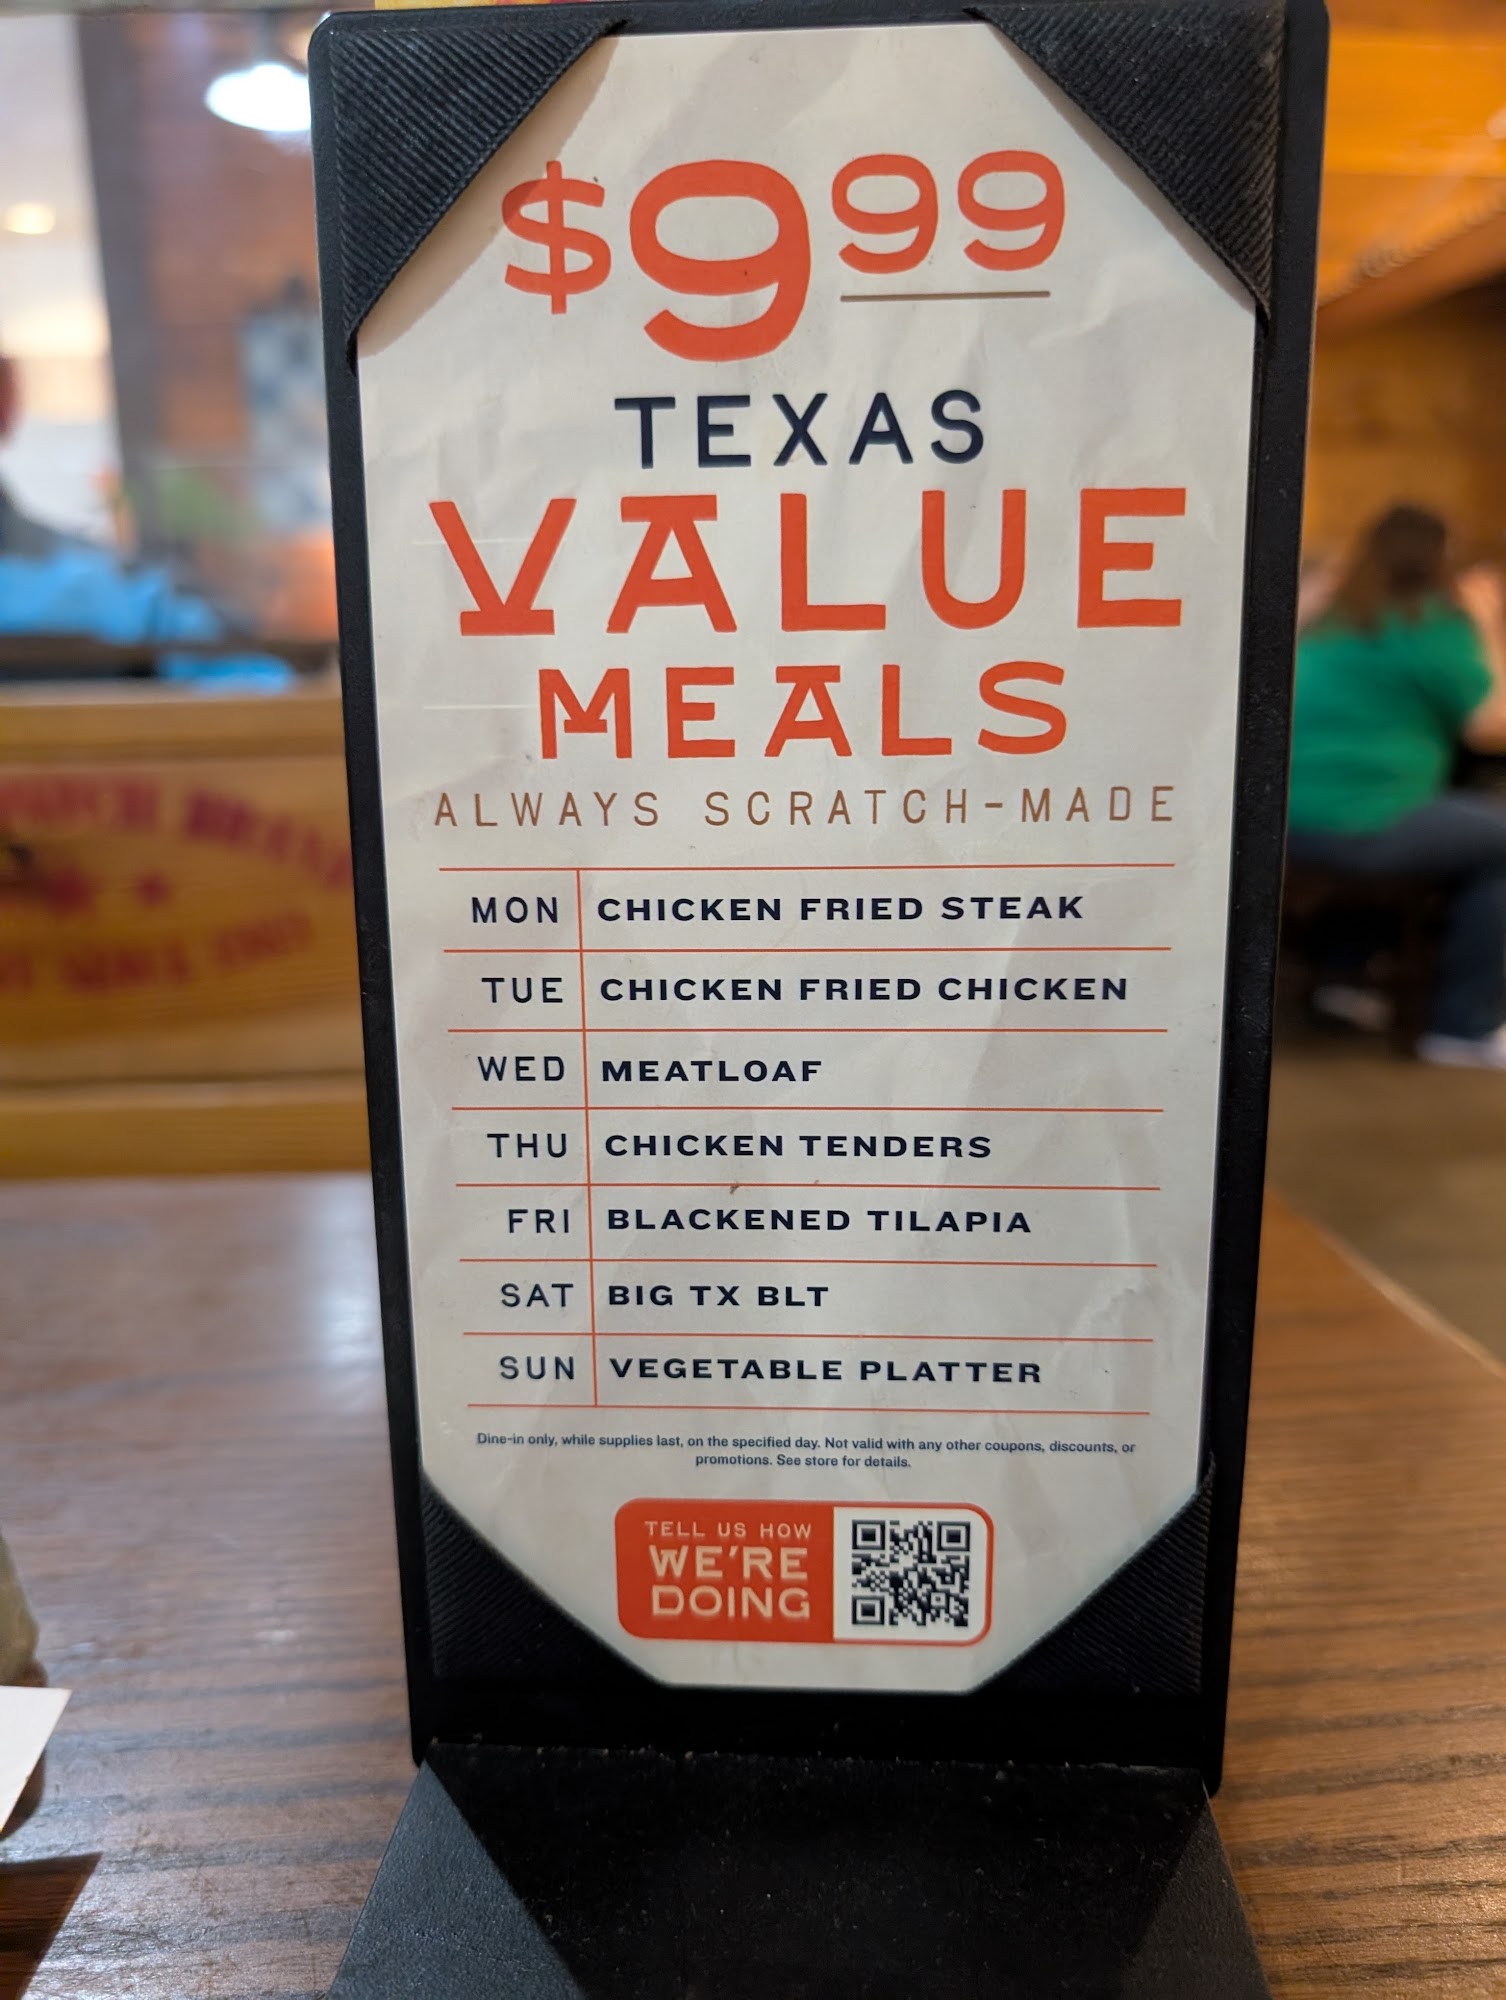 $9.99
TEXAS
VALUE
MEALS
ALWAYS SCRATCH-MADE
MON CHICKEN FRIED STEAK
TUE CHICKEN FRIED CHICKEN
WED MEATLOAF
THU CHICKEN TENDERS
FRI BLACKENED TILAPIA
SAT BIG TX BLT
SUN VEGETABLE PLATTER
Dine-in only, while supplies last, on the specified day. Not valid with any other coupons, discounts, or
promotions. See store for details.
TELL US HOW
WE'RE
DOING